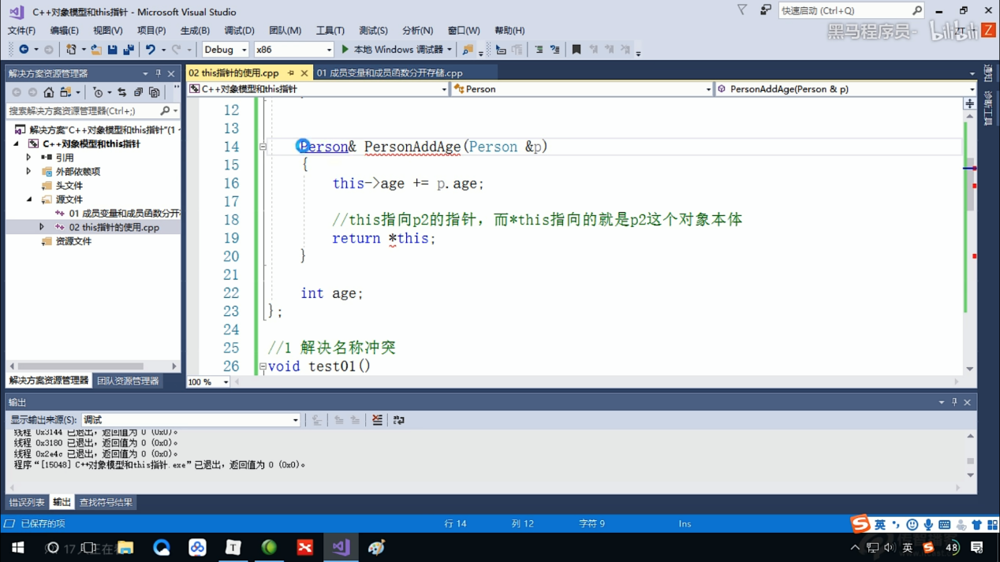 C++对象模型和this指针 - Microsoft Visual Studio
快速启动 (Ctrl+Q)
文件(F) 编辑(E) 视图(V) 项目(P) 生成(B) 调试(D) 团队(M) 工具(T) 测试(S) 分析(N) 窗口(W) 帮助(H)
黑马程序员- bilibili
Z
Debug x86 本地 Windows 调试器
解决方案资源管理器
02 this指针的使用.cpp 01 成员变量和成员函数分开存储.cpp
通知
诊断工具
C++对象模型和this指针 Person PersonAddAge(Person & p)
搜索解决方案资源管理器(Ctrl+;)
解决方案"C++对象模型和this指针"(1
C++对象模型和this指针
引用
外部依赖项
头文件
源文件
01 成员变量和成员函数分开
02 this指针的使用.cpp
资源文件
12
13
14 Person& PersonAddAge(Person &p)
15 {
16 this->age += p.age;
17
18 //this指向p2的指针，而*this指向的就是p2这个对象本体
19 return *this;
20 }
21
22 int age;
23 };
24
25 //1 解决名称冲突
26 void test01()
解决方案资源管理器 团队资源管理器
100 %
输出
显示输出来源(S): 调试
线程 0x3144 已退出，返回值为 0 (0x0)。
线程 0x3180 已退出，返回值为 0 (0x0)。
线程 0x2e4c 已退出，返回值为 0 (0x0)。
程序“[15048] C++对象模型和this指针.exe”已退出，返回值为 0 (0x0)。
错误列表 输出 查找符号结果
已保存的项 行 14 列 12 字符 9 Ins
英
17 人正在看
英 48